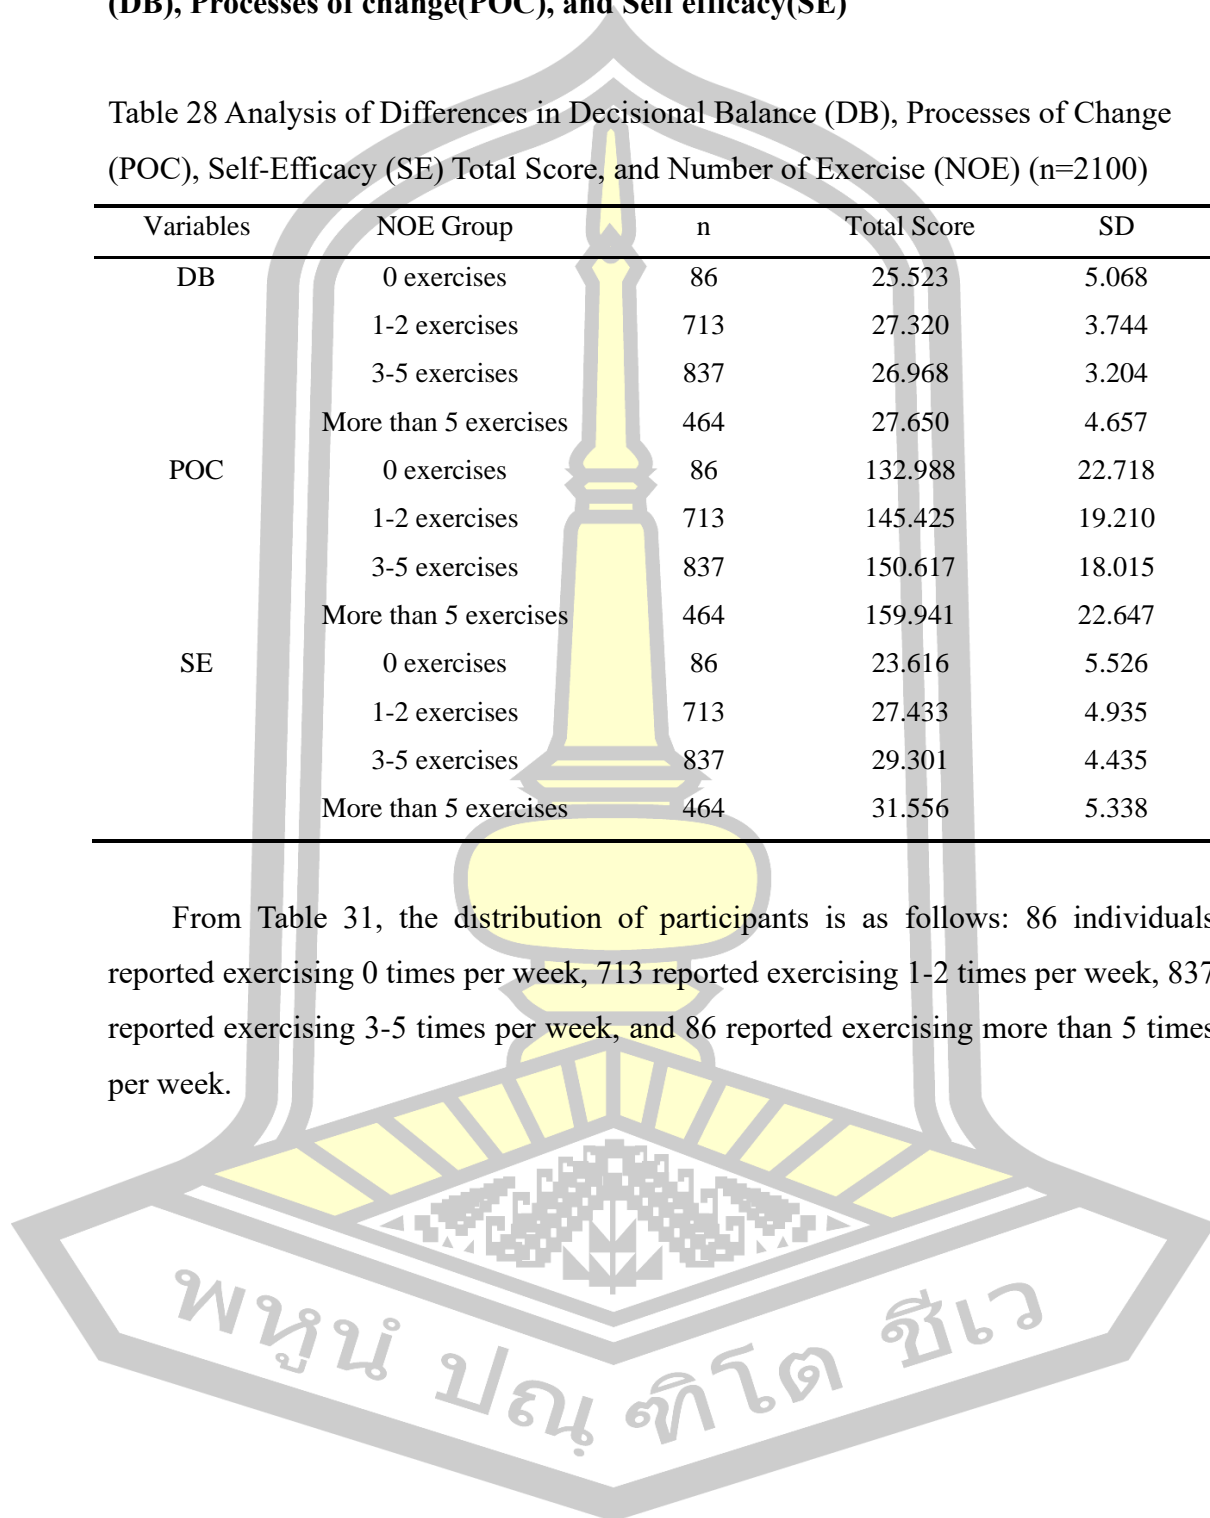 (DB), Processes of change(POC), and Self efficacy(SE)
Table 28 Analysis of Differences in Decisional Balance (DB), Processes of Change
(POC), Self-Efficacy (SE) Total Score, and Number of Exercise (NOE) (n=2100)
Variables NOE Group n Total Score SD
DB 0 exercises 86 25.523 5.068
1-2 exercises 713 27.320 3.744
3-5 exercises 837 26.968 3.204
More than 5 exercises 464 27.650 4.657
POC 0 exercises 86 132.988 22.718
1-2 exercises 713 145.425 19.210
3-5 exercises 837 150.617 18.015
More than 5 exercises 464 159.941 22.647
SE 0 exercises 86 23.616 5.526
1-2 exercises 713 27.433 4.935
3-5 exercises 837 29.301 4.435
More than 5 exercises 464 31.556 5.338
From Table 31, the distribution of participants is as follows: 86 individuals
reported exercising 0 times per week, 713 reported exercising 1-2 times per week, 837
reported exercising 3-5 times per week, and 86 reported exercising more than 5 times
per week.
พหูนํ ปณฺฑิโต ชีเว